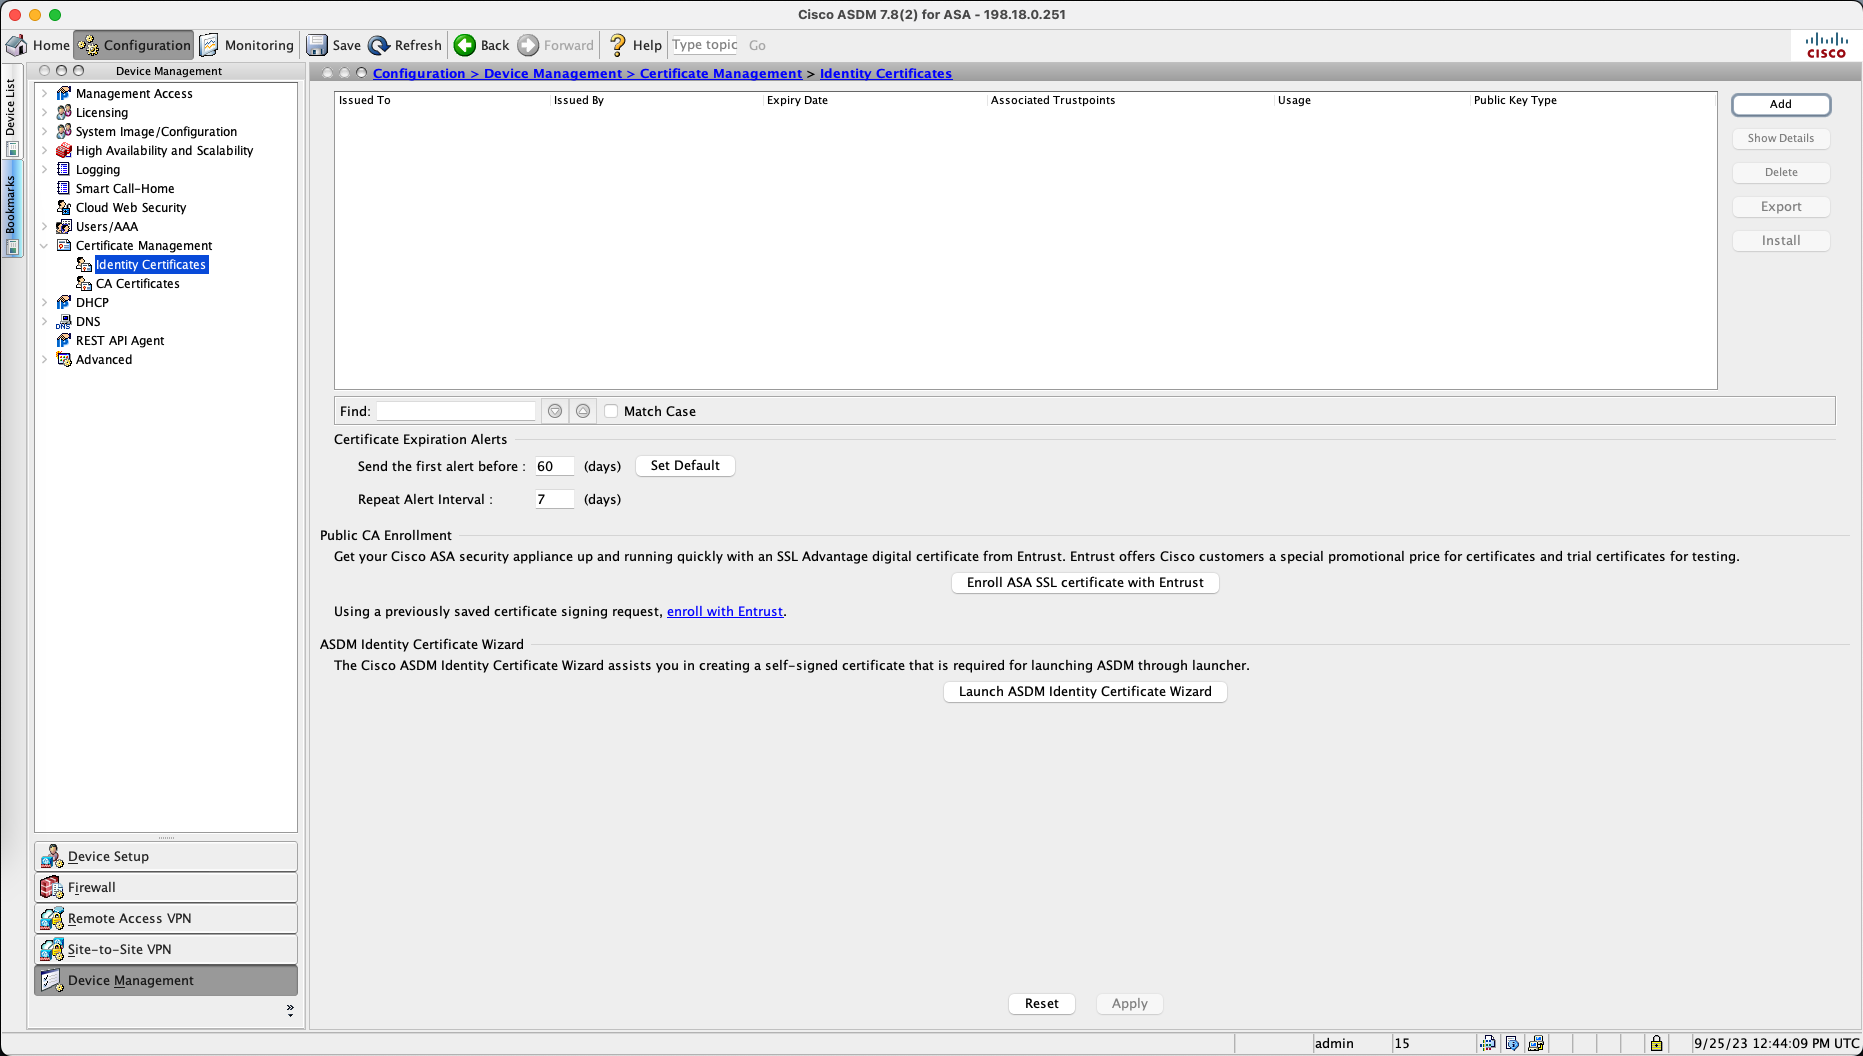 Cisco ASDM 7.8(2) for ASA - 198.18.0.251
Home Configuration Monitoring Save Refresh Back Forward Help Type topic Go
CISCO
Device List
Bookmarks
Device Management
Management Access
Licensing
System Image/Configuration
High Availability and Scalability
Logging
Smart Call-Home
Cloud Web Security
Users/AAA
Certificate Management
Identity Certificates
CA Certificates
DHCP
DNS
REST API Agent
Advanced
Device Setup
Firewall
Remote Access VPN
Site-to-Site VPN
Device Management
»
Configuration > Device Management > Certificate Management > Identity Certificates
Issued To Issued By Expiry Date Associated Trustpoints Usage Public Key Type
Add
Show Details
Delete
Export
Install
Find: Match Case
Certificate Expiration Alerts
Send the first alert before : 60 (days) Set Default
Repeat Alert Interval : 7 (days)
Public CA Enrollment
Get your Cisco ASA security appliance up and running quickly with an SSL Advantage digital certificate from Entrust. Entrust offers Cisco customers a special promotional price for certificates and trial certificates for testing.
Enroll ASA SSL certificate with Entrust
Using a previously saved certificate signing request, enroll with Entrust.
ASDM Identity Certificate Wizard
The Cisco ASDM Identity Certificate Wizard assists you in creating a self-signed certificate that is required for launching ASDM through launcher.
Launch ASDM Identity Certificate Wizard
Reset Apply
admin 15 9/25/23 12:44:09 PM UTC